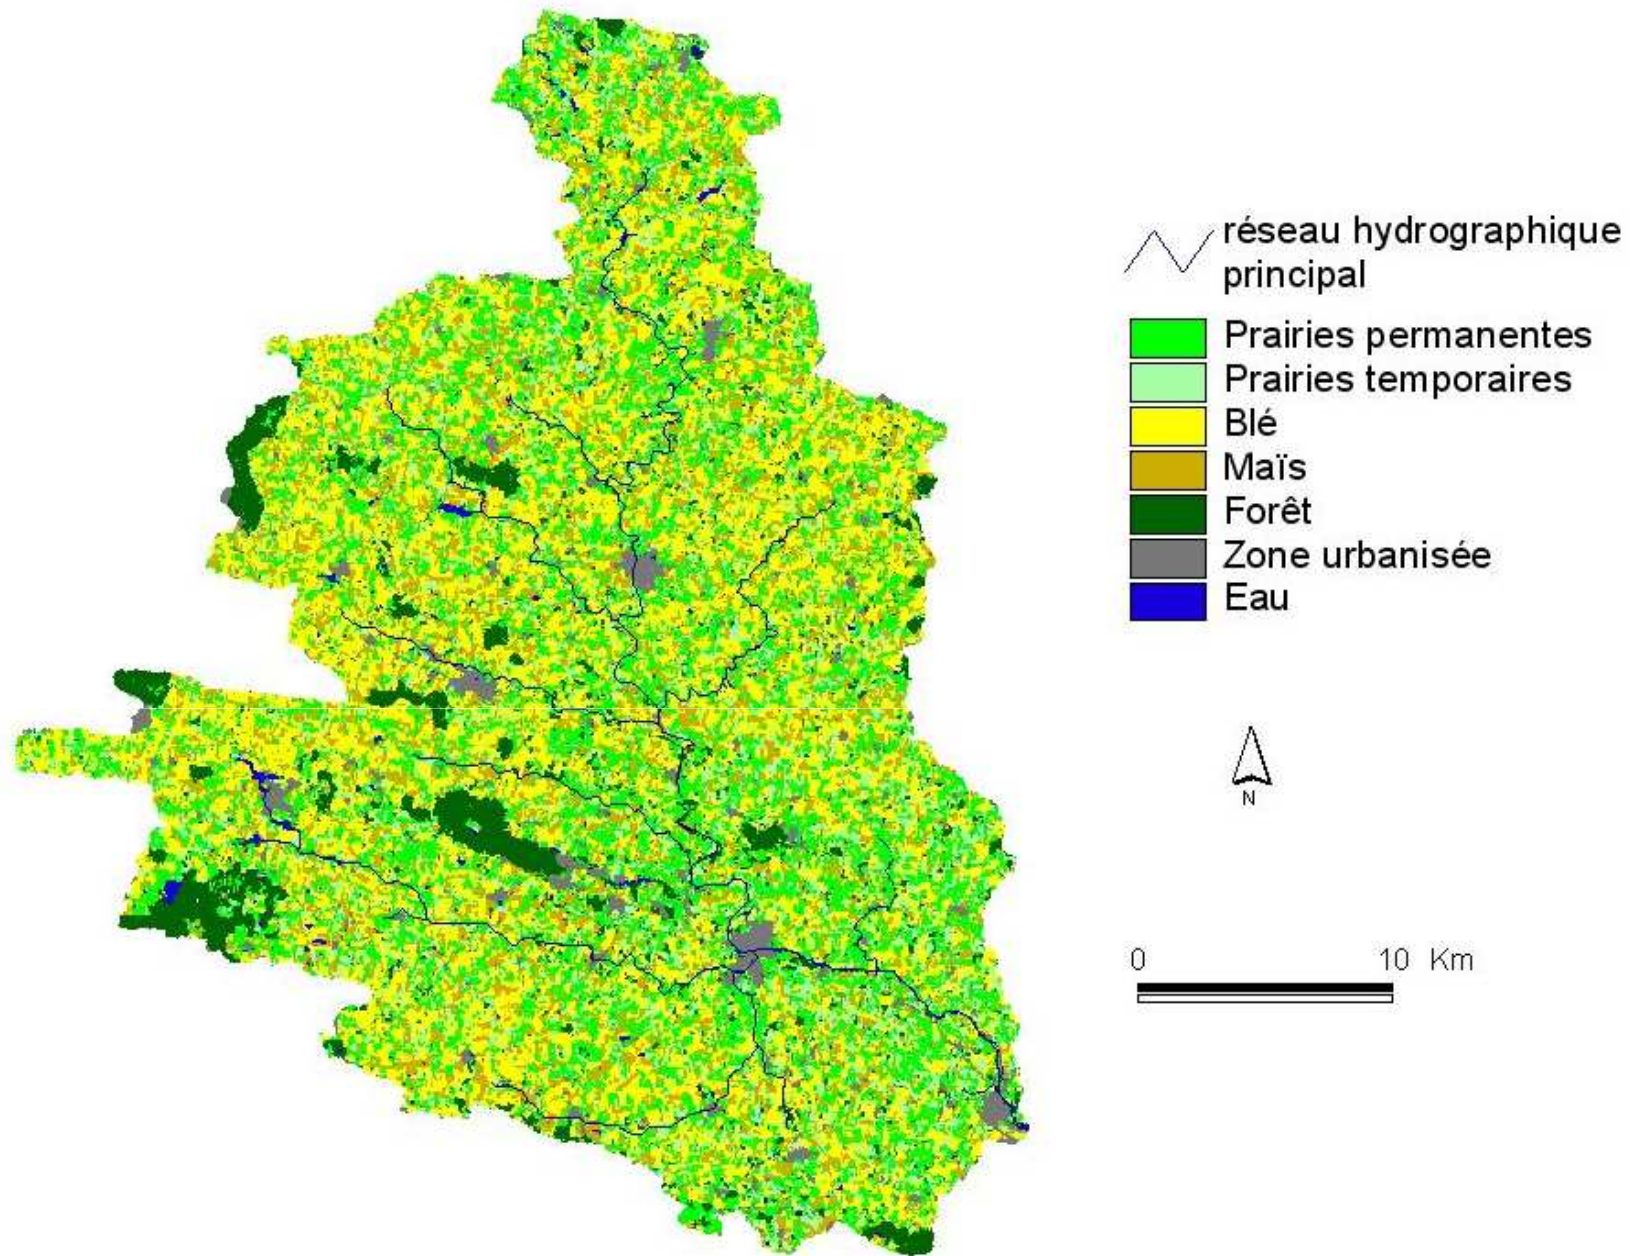 réseau hydrographique
principal
Prairies permanentes
Prairies temporaires
Blé
Maïs
Forêt
Zone urbanisée
Eau
N
0 10 Km